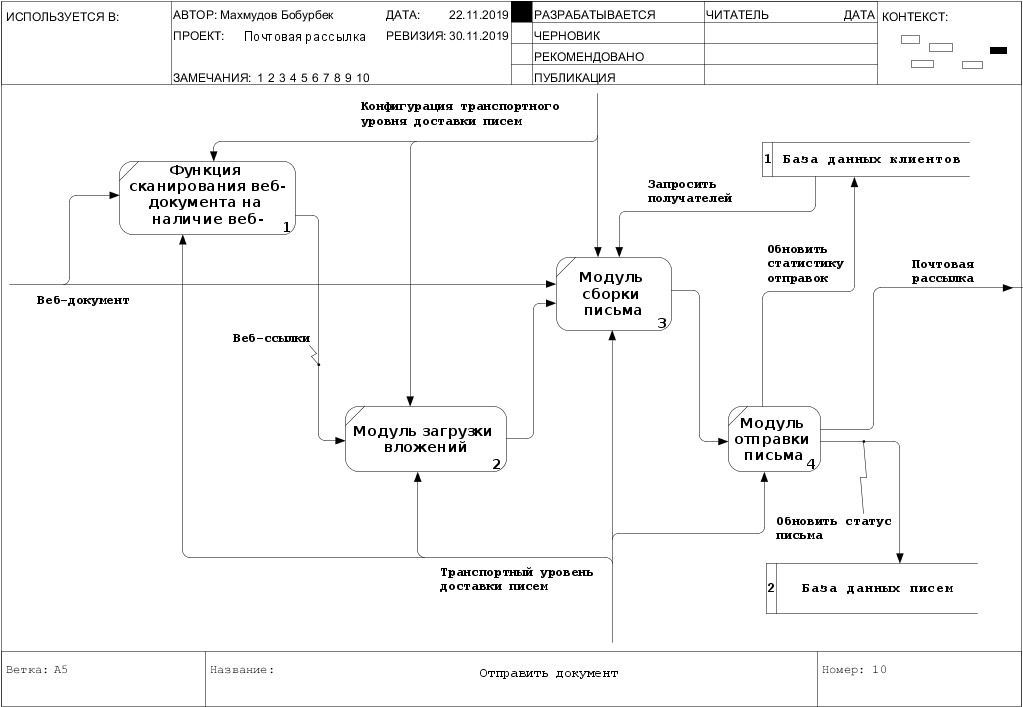 ИСПОЛЬЗУЕТСЯ В:
АВТОР: Махмудов Бобурбек
ДАТА: 22.11.2019
ПРОЕКТ: Почтовая рассылка
РЕВИЗИЯ: 30.11.2019
ЗАМЕЧАНИЯ: 1 2 3 4 5 6 7 8 9 10
РАЗРАБАТЫВАЕТСЯ
ЧЕРНОВИК
РЕКОМЕНДОВАНО
ПУБЛИКАЦИЯ
ЧИТАТЕЛЬ ДАТА
КОНТЕКСТ:
Конфигурация транспортного
уровня доставки писем
Функция
сканирования веб-
документа на
наличие веб-
1
1 База данных клиентов
Запросить
получателей
Обновить
статистику
отправок
Почтовая
рассылка
Веб-документ
Модуль
сборки
письма
3
Веб-ссылки
Модуль загрузки
вложений
2
Модуль
отправки
письма
4
Обновить статус
письма
Транспортный уровень
доставки писем
2 База данных писем
Ветка: A5
Название:
Отправить документ
Номер: 10